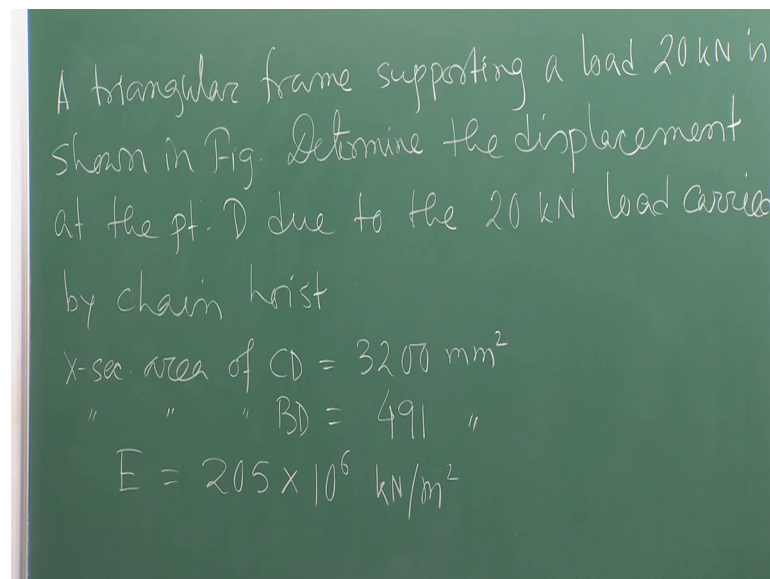 A triangular frame supporting a load 20 kN is
shown in Fig. Determine the displacement
at the pt. D due to the 20 kN load carried
by chain hoist
X-sec. area of CD = 3200 mm²
" " " BD = 491 "
E = 205 × 10⁶ kN/m²